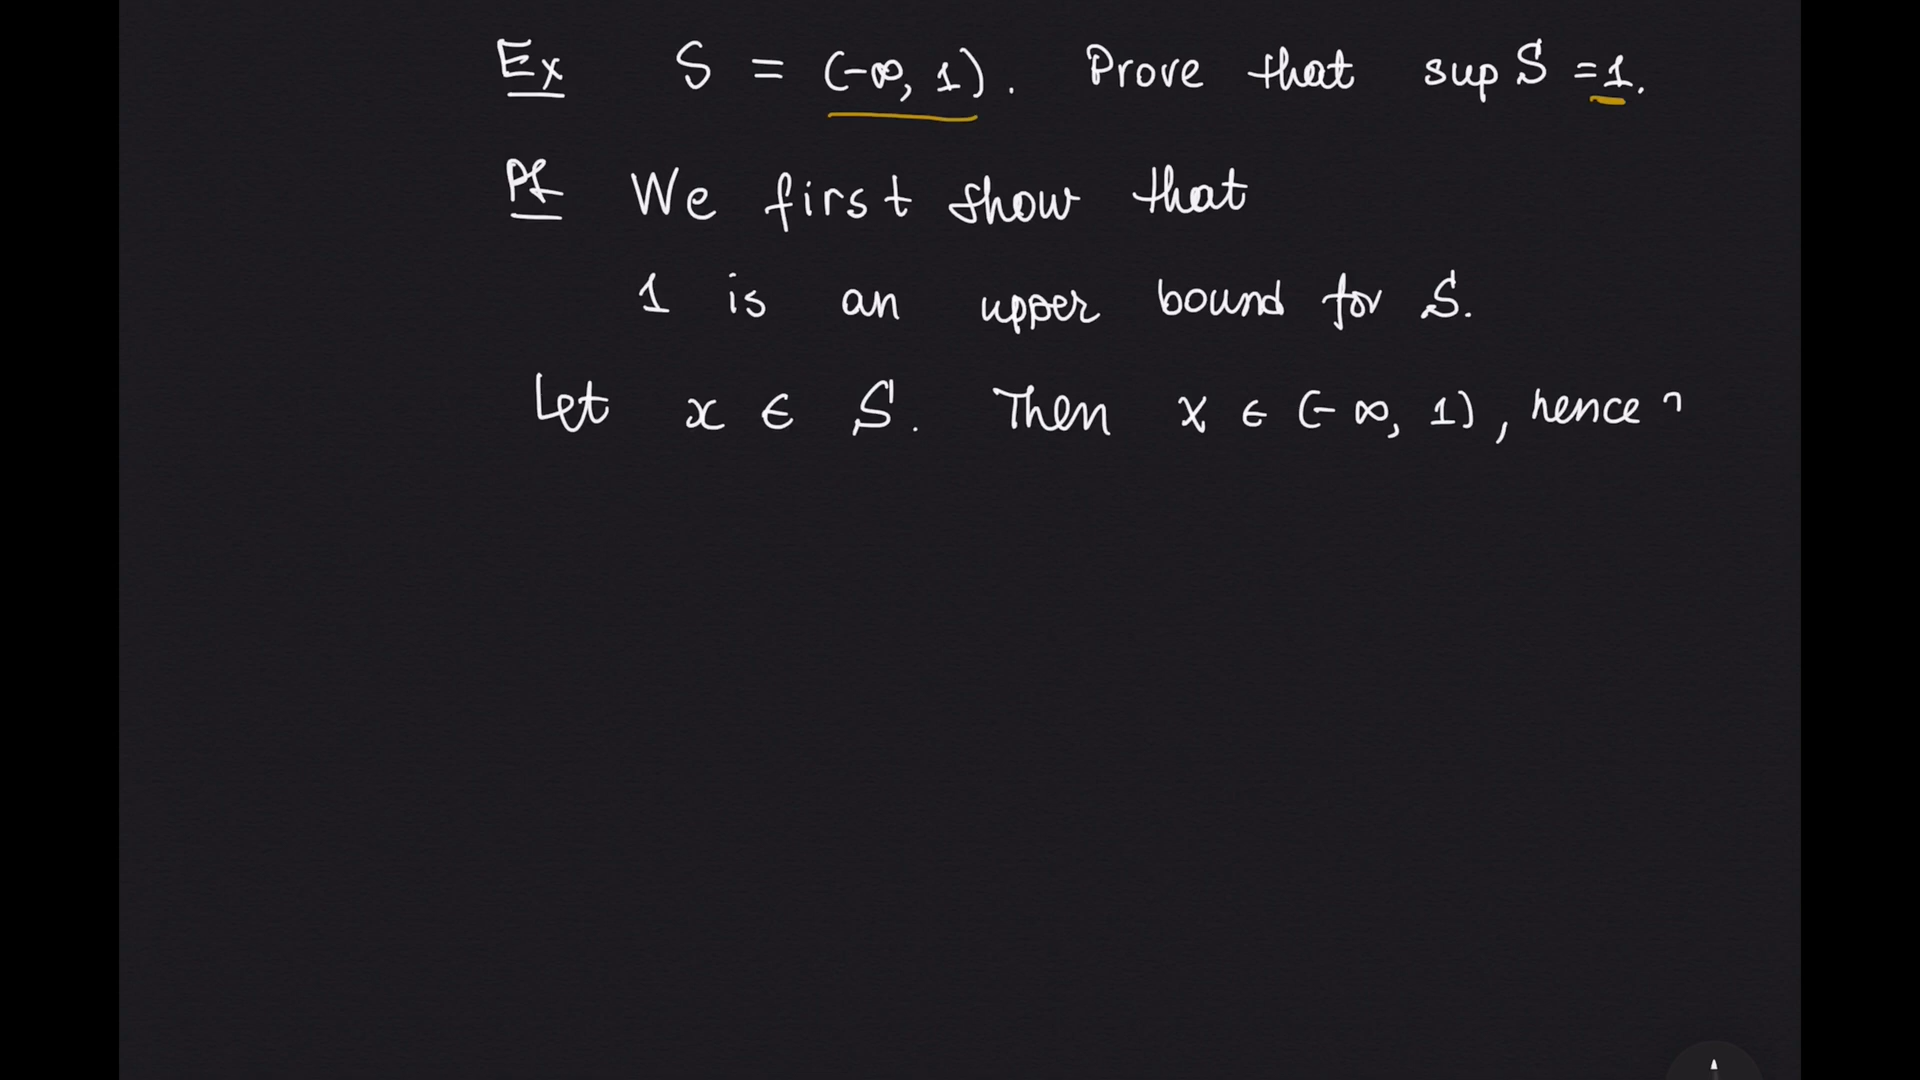 Ex S = (-∞, 1). Prove that sup S = 1.
Pf We first show that
1 is an upper bound for S.
Let x ∈ S. Then x ∈ (-∞, 1), hence